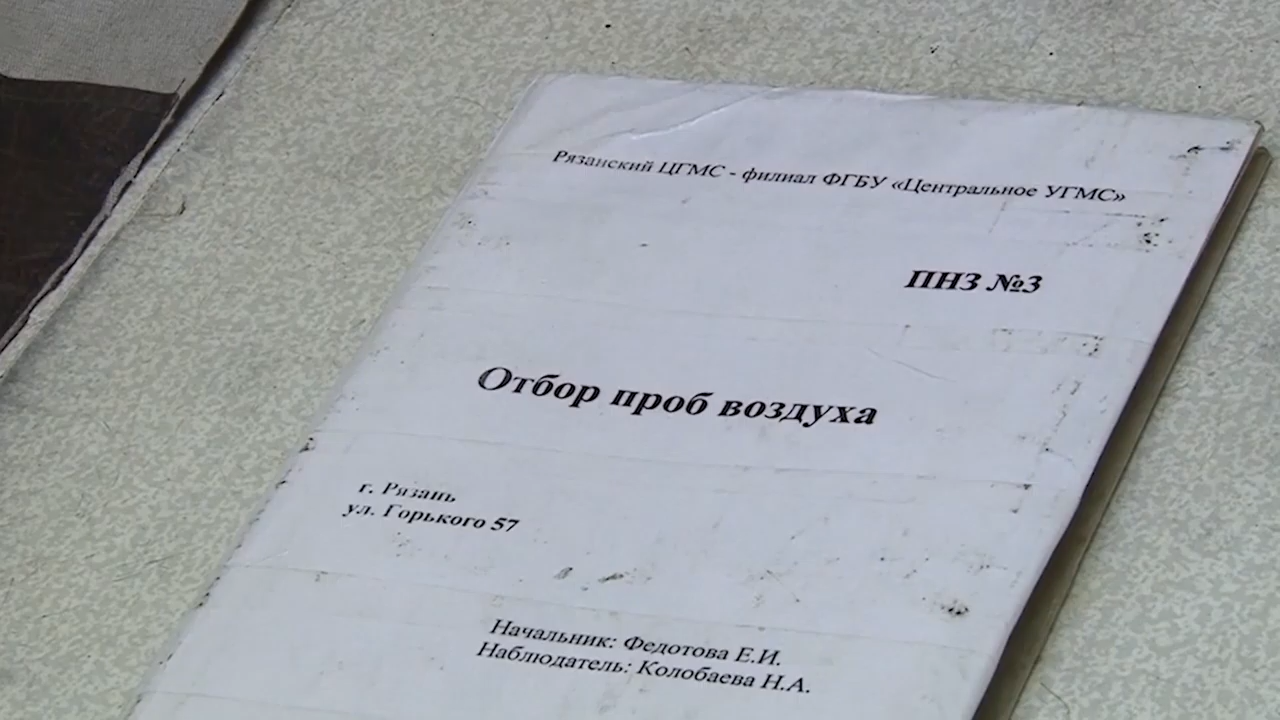 Рязанский ЦГМС - филиал ФГБУ «Центральное УГМС»
ПНЗ №3
Отбор проб воздуха
г. Рязань
ул. Горького 57
Начальник: Федотова Е.И.
Наблюдатель: Колобаева Н.А.